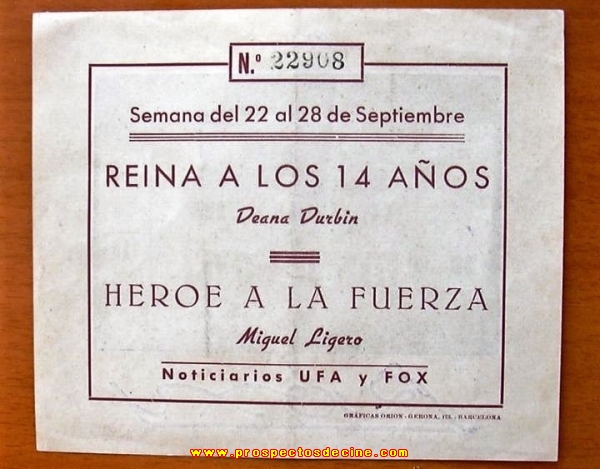 N.º 22908
Semana del 22 al 28 de Septiembre
REINA A LOS 14 AÑOS
Deana Durbin
HEROE A LA FUERZA
Miguel Ligero
Noticiarios UFA y FOX
GRÁFICAS ORION - GERONA, 173. - BARCELONA
www.prospectosdecine.com